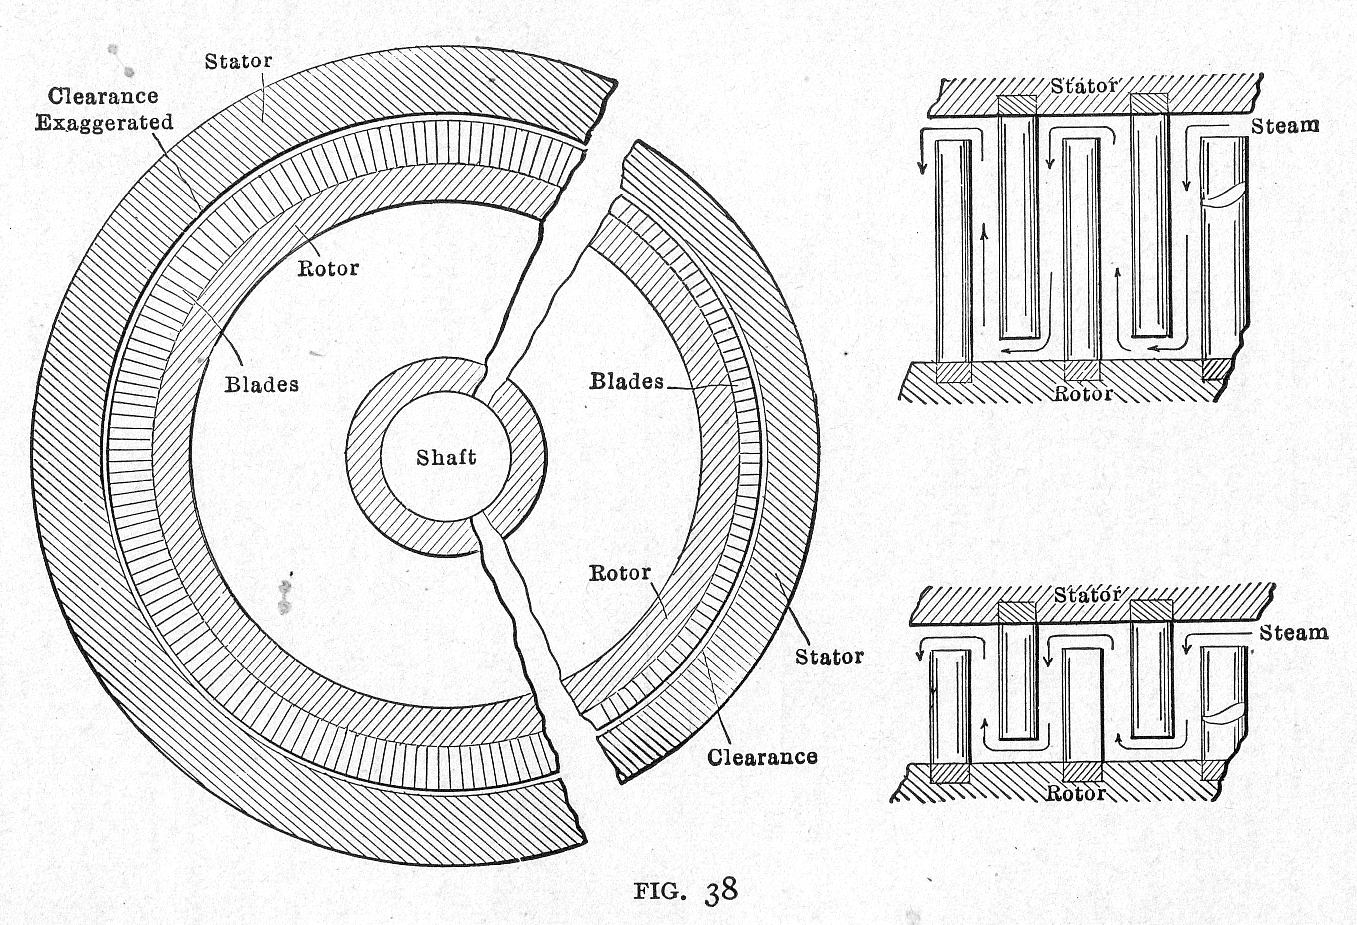 Stator
Clearance
Exaggerated
Rotor
Blades
Shaft
Blades
Rotor
Stator
Clearance
Stator
Steam
Rotor
Stator
Steam
Rotor
FIG. 38